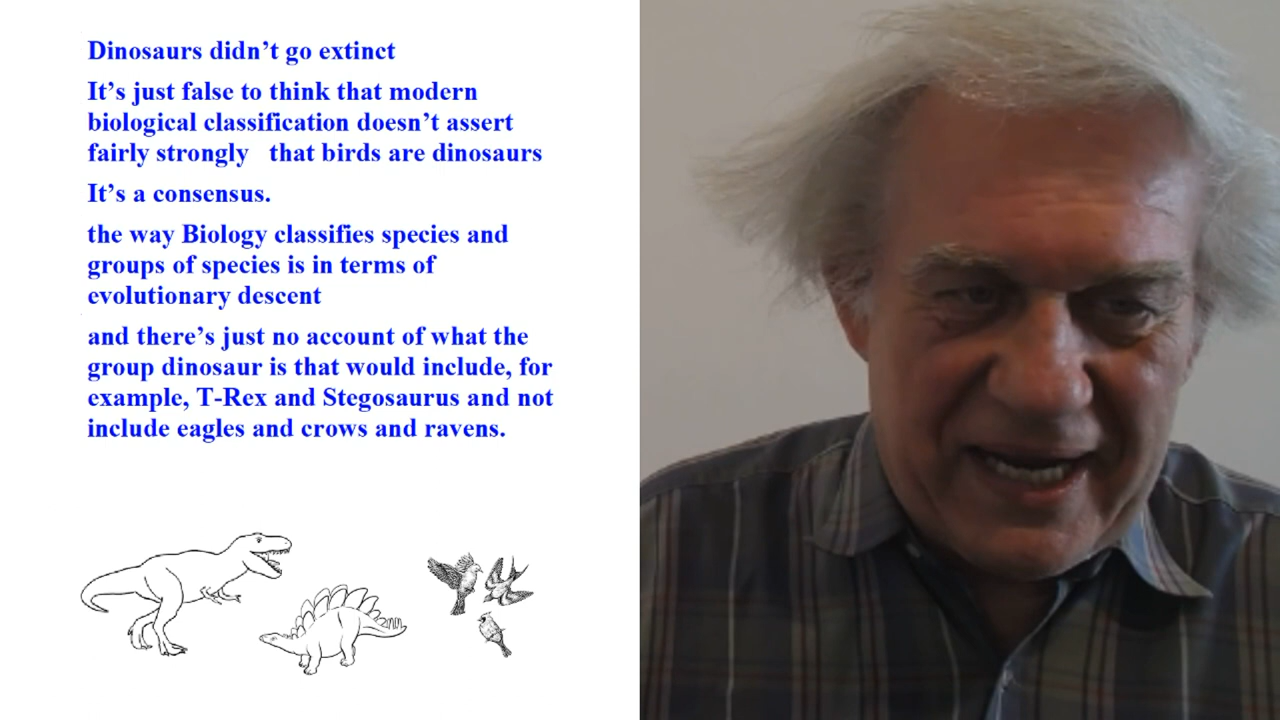 Dinosaurs didn’t go extinct
It’s just false to think that modern
biological classification doesn’t assert
fairly strongly   that birds are dinosaurs
It’s a consensus.
the way Biology classifies species and
groups of species is in terms of
evolutionary descent
and there’s just no account of what the
group dinosaur is that would include, for
example, T-Rex and Stegosaurus and not
include eagles and crows and ravens.